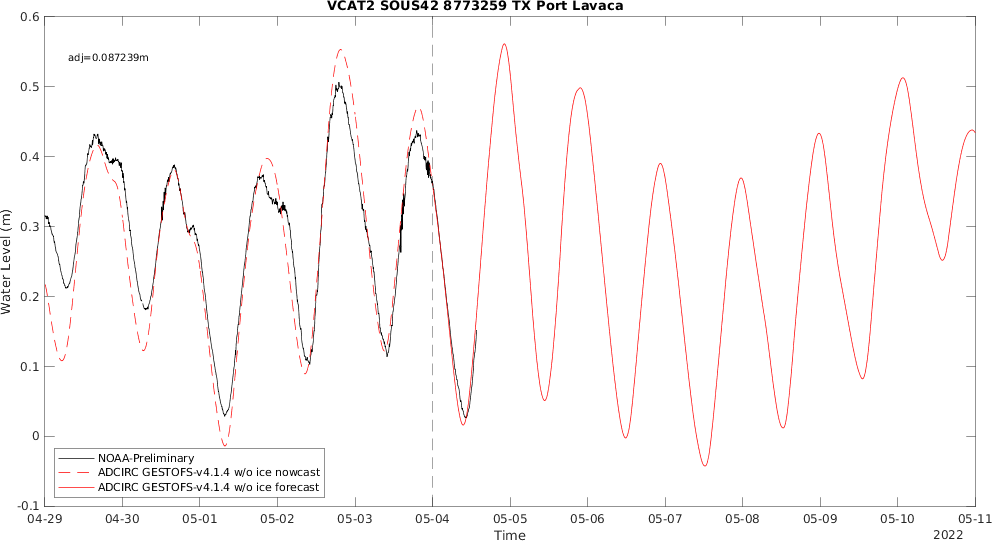 VCAT2 SOUS42 8773259 TX Port Lavaca
adj=0.087239m
0.6
0.5
0.4
0.3
0.2
0.1
0
-0.1
Water Level (m)
NOAA-Preliminary
ADCIRC GESTOFS-v4.1.4 w/o ice nowcast
ADCIRC GESTOFS-v4.1.4 w/o ice forecast
04-29 04-30 05-01 05-02 05-03 05-04 05-05 05-06 05-07 05-08 05-09 05-10 05-11
Time
2022